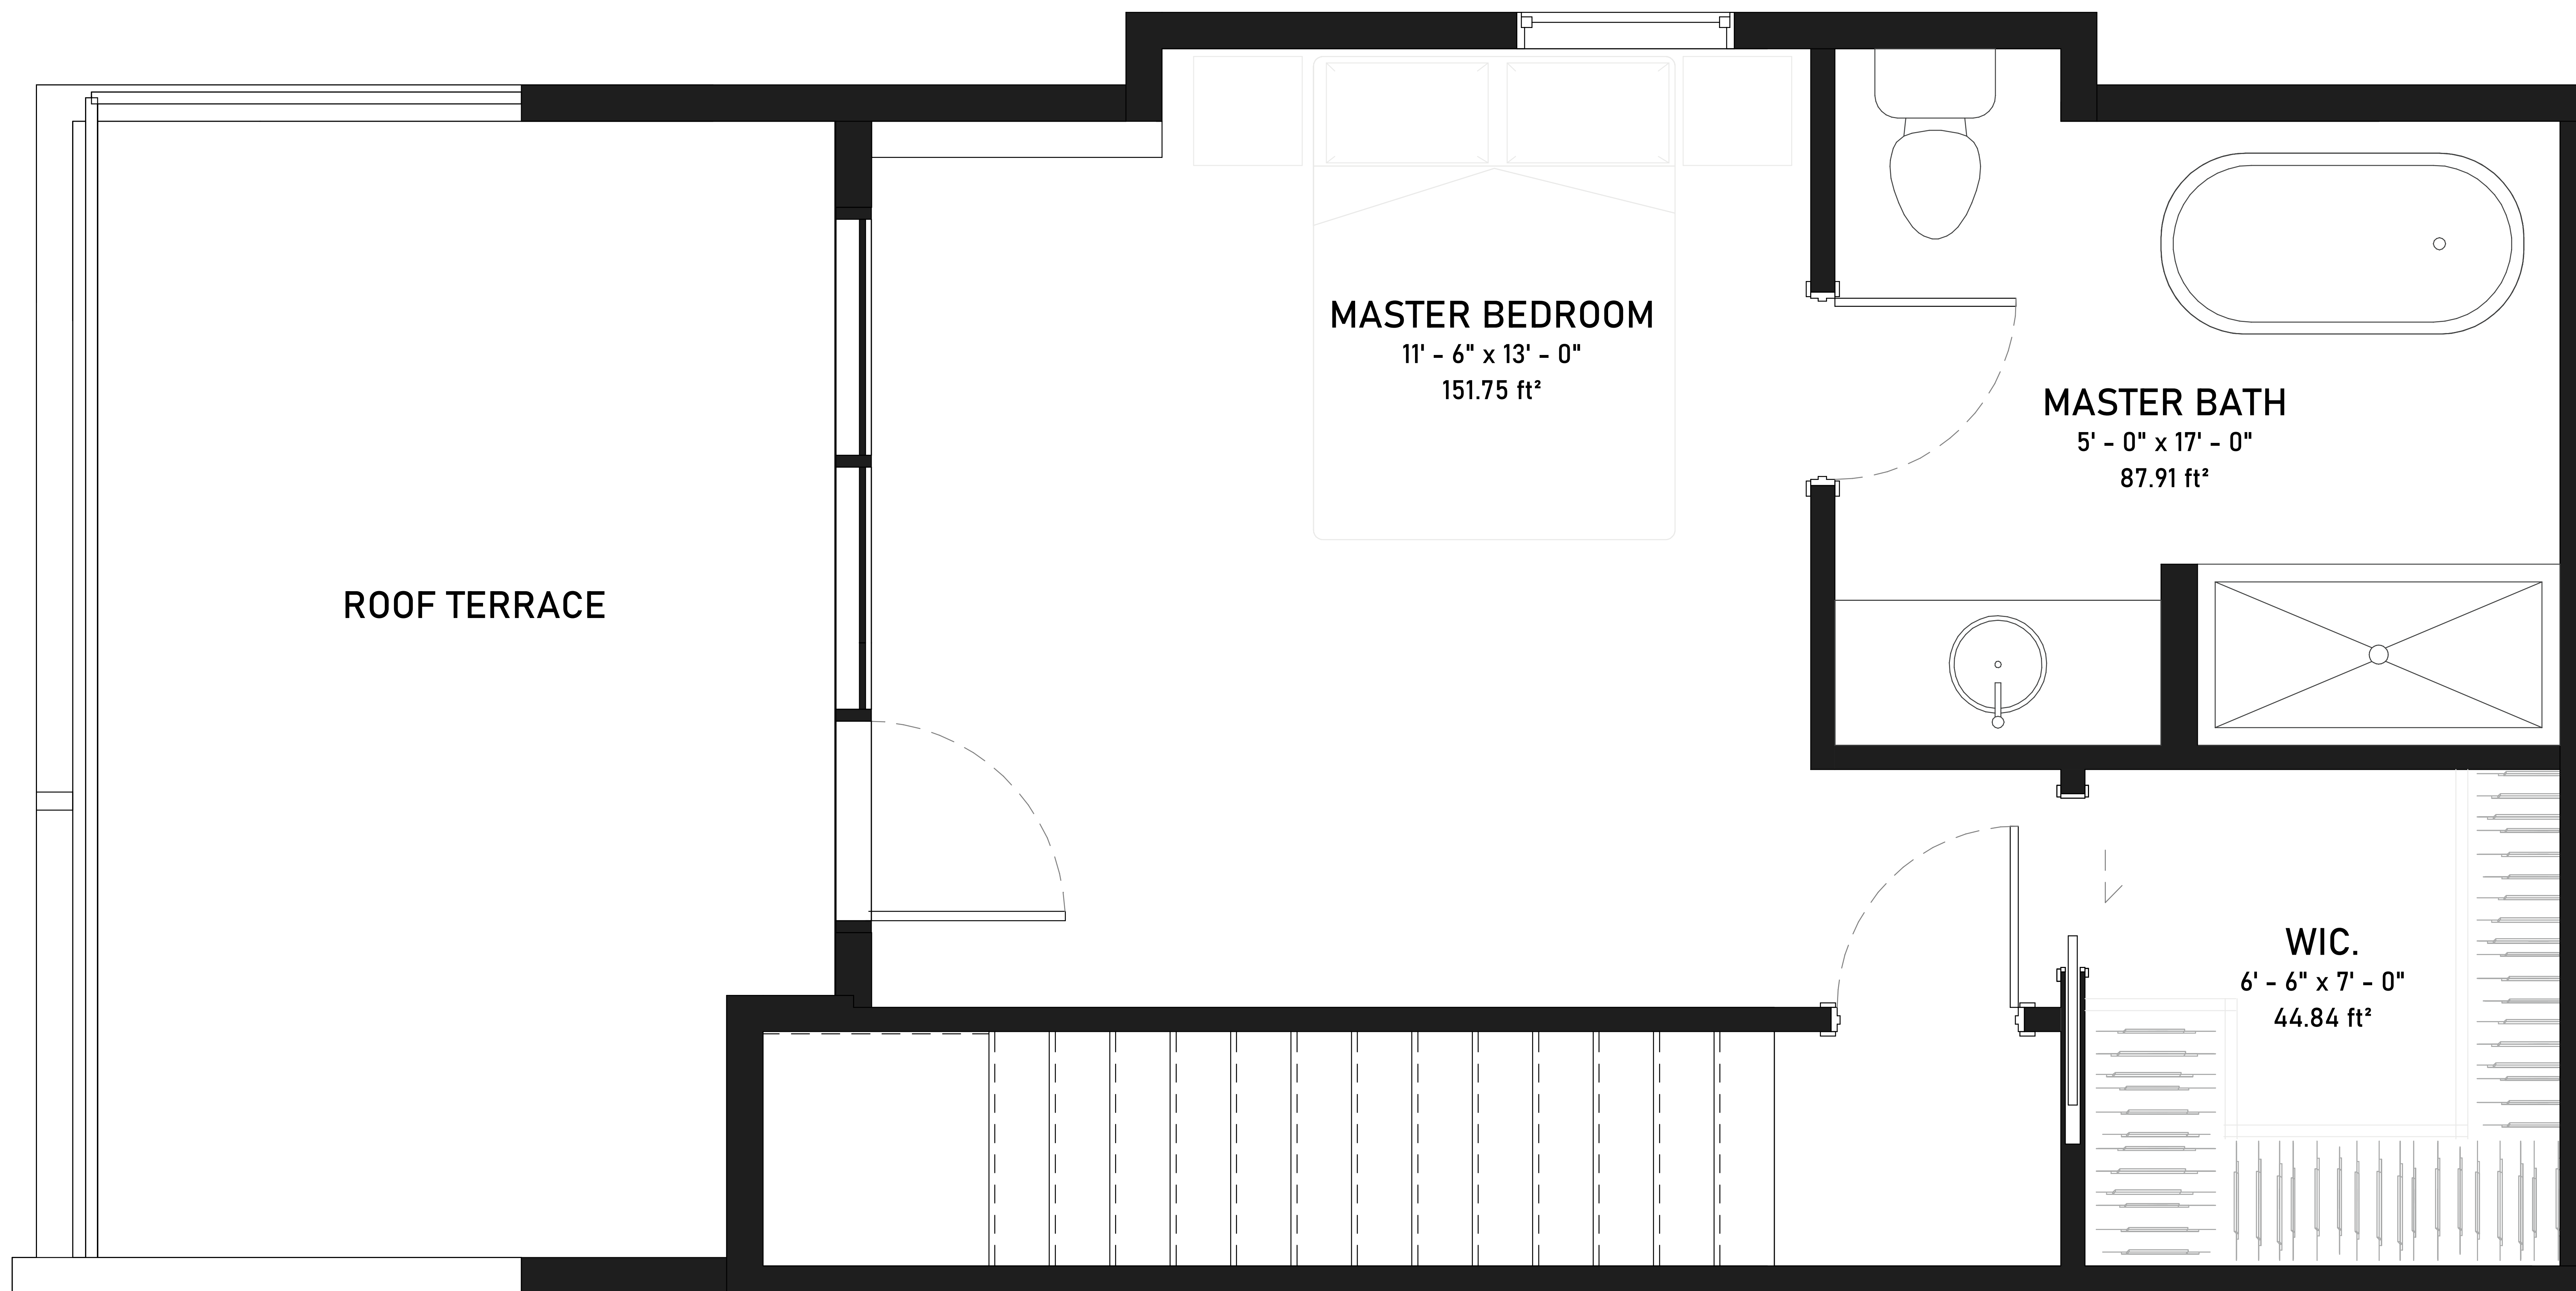 MASTER BEDROOM
11' - 6" x 13' - 0"
151.75 ft²
MASTER BATH
5' - 0" x 17' - 0"
87.91 ft²
ROOF TERRACE
WIC.
6' - 6" x 7' - 0"
44.84 ft²